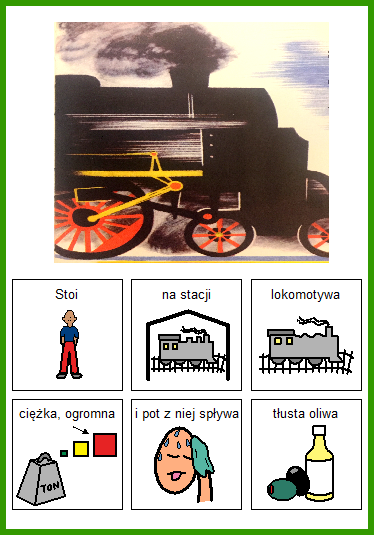 Stoi
na stacji
lokomotywa
ciężka, ogromna
i pot z niej spływa
tłusta oliwa
TON